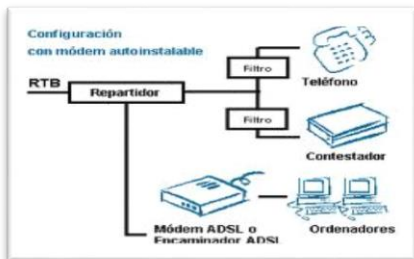 Configuración
con módem autoinstalable
RTB
Repartidor
Filtro
Teléfono
Filtro
Contestador
Módem ADSL o
Encaminador ADSL
Ordenadores